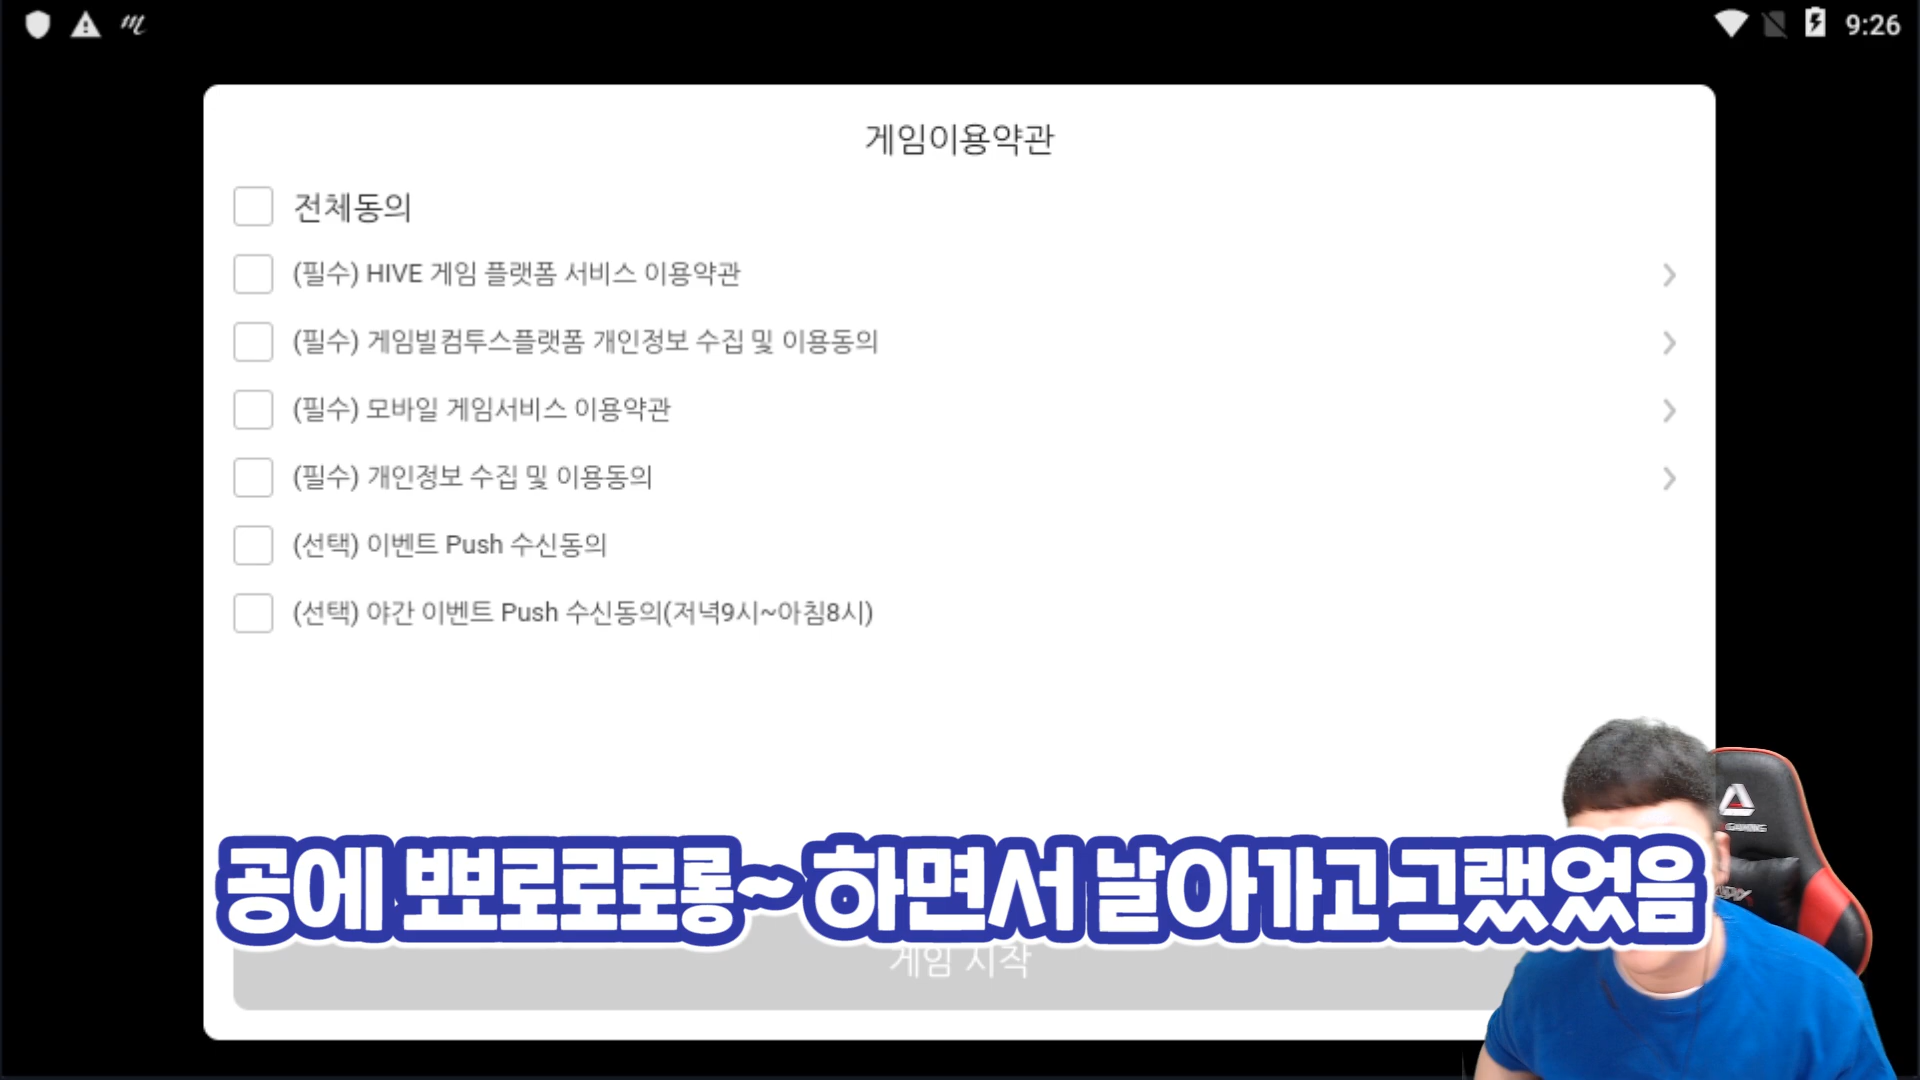 9:26
게임이용약관
전체동의
(필수) HIVE 게임 플랫폼 서비스 이용약관
(필수) 게임빌컴투스플랫폼 개인정보 수집 및 이용동의
(필수) 모바일 게임서비스 이용약관
(필수) 개인정보 수집 및 이용동의
(선택) 이벤트 Push 수신동의
(선택) 야간 이벤트 Push 수신동의(저녁9시~아침8시)
공에 뾰로로로롱~ 하면서 날아가고그랬었음
게임 시작
GAMING